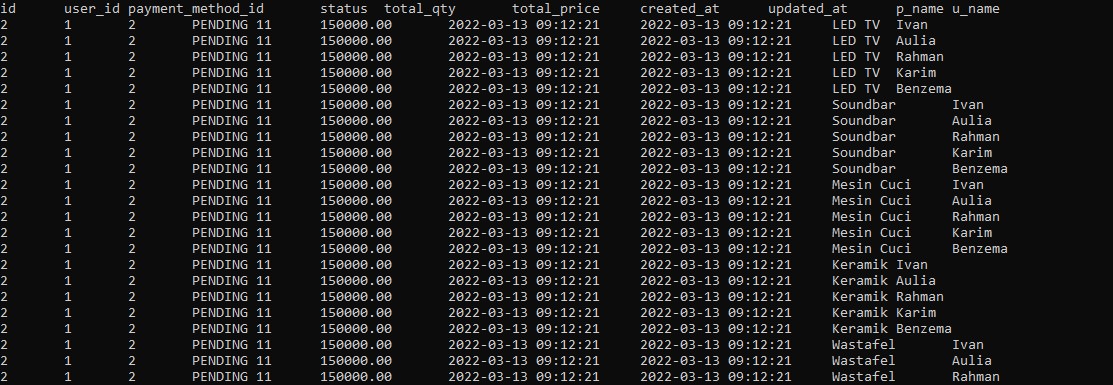 id user_id payment_method_id status total_qty total_price created_at updated_at p_name u_name
2 1 2 PENDING 11 150000.00 2022-03-13 09:12:21 2022-03-13 09:12:21 LED TV Ivan
2 1 2 PENDING 11 150000.00 2022-03-13 09:12:21 2022-03-13 09:12:21 LED TV Aulia
2 1 2 PENDING 11 150000.00 2022-03-13 09:12:21 2022-03-13 09:12:21 LED TV Rahman
2 1 2 PENDING 11 150000.00 2022-03-13 09:12:21 2022-03-13 09:12:21 LED TV Karim
2 1 2 PENDING 11 150000.00 2022-03-13 09:12:21 2022-03-13 09:12:21 LED TV Benzema
2 1 2 PENDING 11 150000.00 2022-03-13 09:12:21 2022-03-13 09:12:21 Soundbar Ivan
2 1 2 PENDING 11 150000.00 2022-03-13 09:12:21 2022-03-13 09:12:21 Soundbar Aulia
2 1 2 PENDING 11 150000.00 2022-03-13 09:12:21 2022-03-13 09:12:21 Soundbar Rahman
2 1 2 PENDING 11 150000.00 2022-03-13 09:12:21 2022-03-13 09:12:21 Soundbar Karim
2 1 2 PENDING 11 150000.00 2022-03-13 09:12:21 2022-03-13 09:12:21 Soundbar Benzema
2 1 2 PENDING 11 150000.00 2022-03-13 09:12:21 2022-03-13 09:12:21 Mesin Cuci Ivan
2 1 2 PENDING 11 150000.00 2022-03-13 09:12:21 2022-03-13 09:12:21 Mesin Cuci Aulia
2 1 2 PENDING 11 150000.00 2022-03-13 09:12:21 2022-03-13 09:12:21 Mesin Cuci Rahman
2 1 2 PENDING 11 150000.00 2022-03-13 09:12:21 2022-03-13 09:12:21 Mesin Cuci Karim
2 1 2 PENDING 11 150000.00 2022-03-13 09:12:21 2022-03-13 09:12:21 Mesin Cuci Benzema
2 1 2 PENDING 11 150000.00 2022-03-13 09:12:21 2022-03-13 09:12:21 Keramik Ivan
2 1 2 PENDING 11 150000.00 2022-03-13 09:12:21 2022-03-13 09:12:21 Keramik Aulia
2 1 2 PENDING 11 150000.00 2022-03-13 09:12:21 2022-03-13 09:12:21 Keramik Rahman
2 1 2 PENDING 11 150000.00 2022-03-13 09:12:21 2022-03-13 09:12:21 Keramik Karim
2 1 2 PENDING 11 150000.00 2022-03-13 09:12:21 2022-03-13 09:12:21 Keramik Benzema
2 1 2 PENDING 11 150000.00 2022-03-13 09:12:21 2022-03-13 09:12:21 Wastafel Ivan
2 1 2 PENDING 11 150000.00 2022-03-13 09:12:21 2022-03-13 09:12:21 Wastafel Aulia
2 1 2 PENDING 11 150000.00 2022-03-13 09:12:21 2022-03-13 09:12:21 Wastafel Rahman